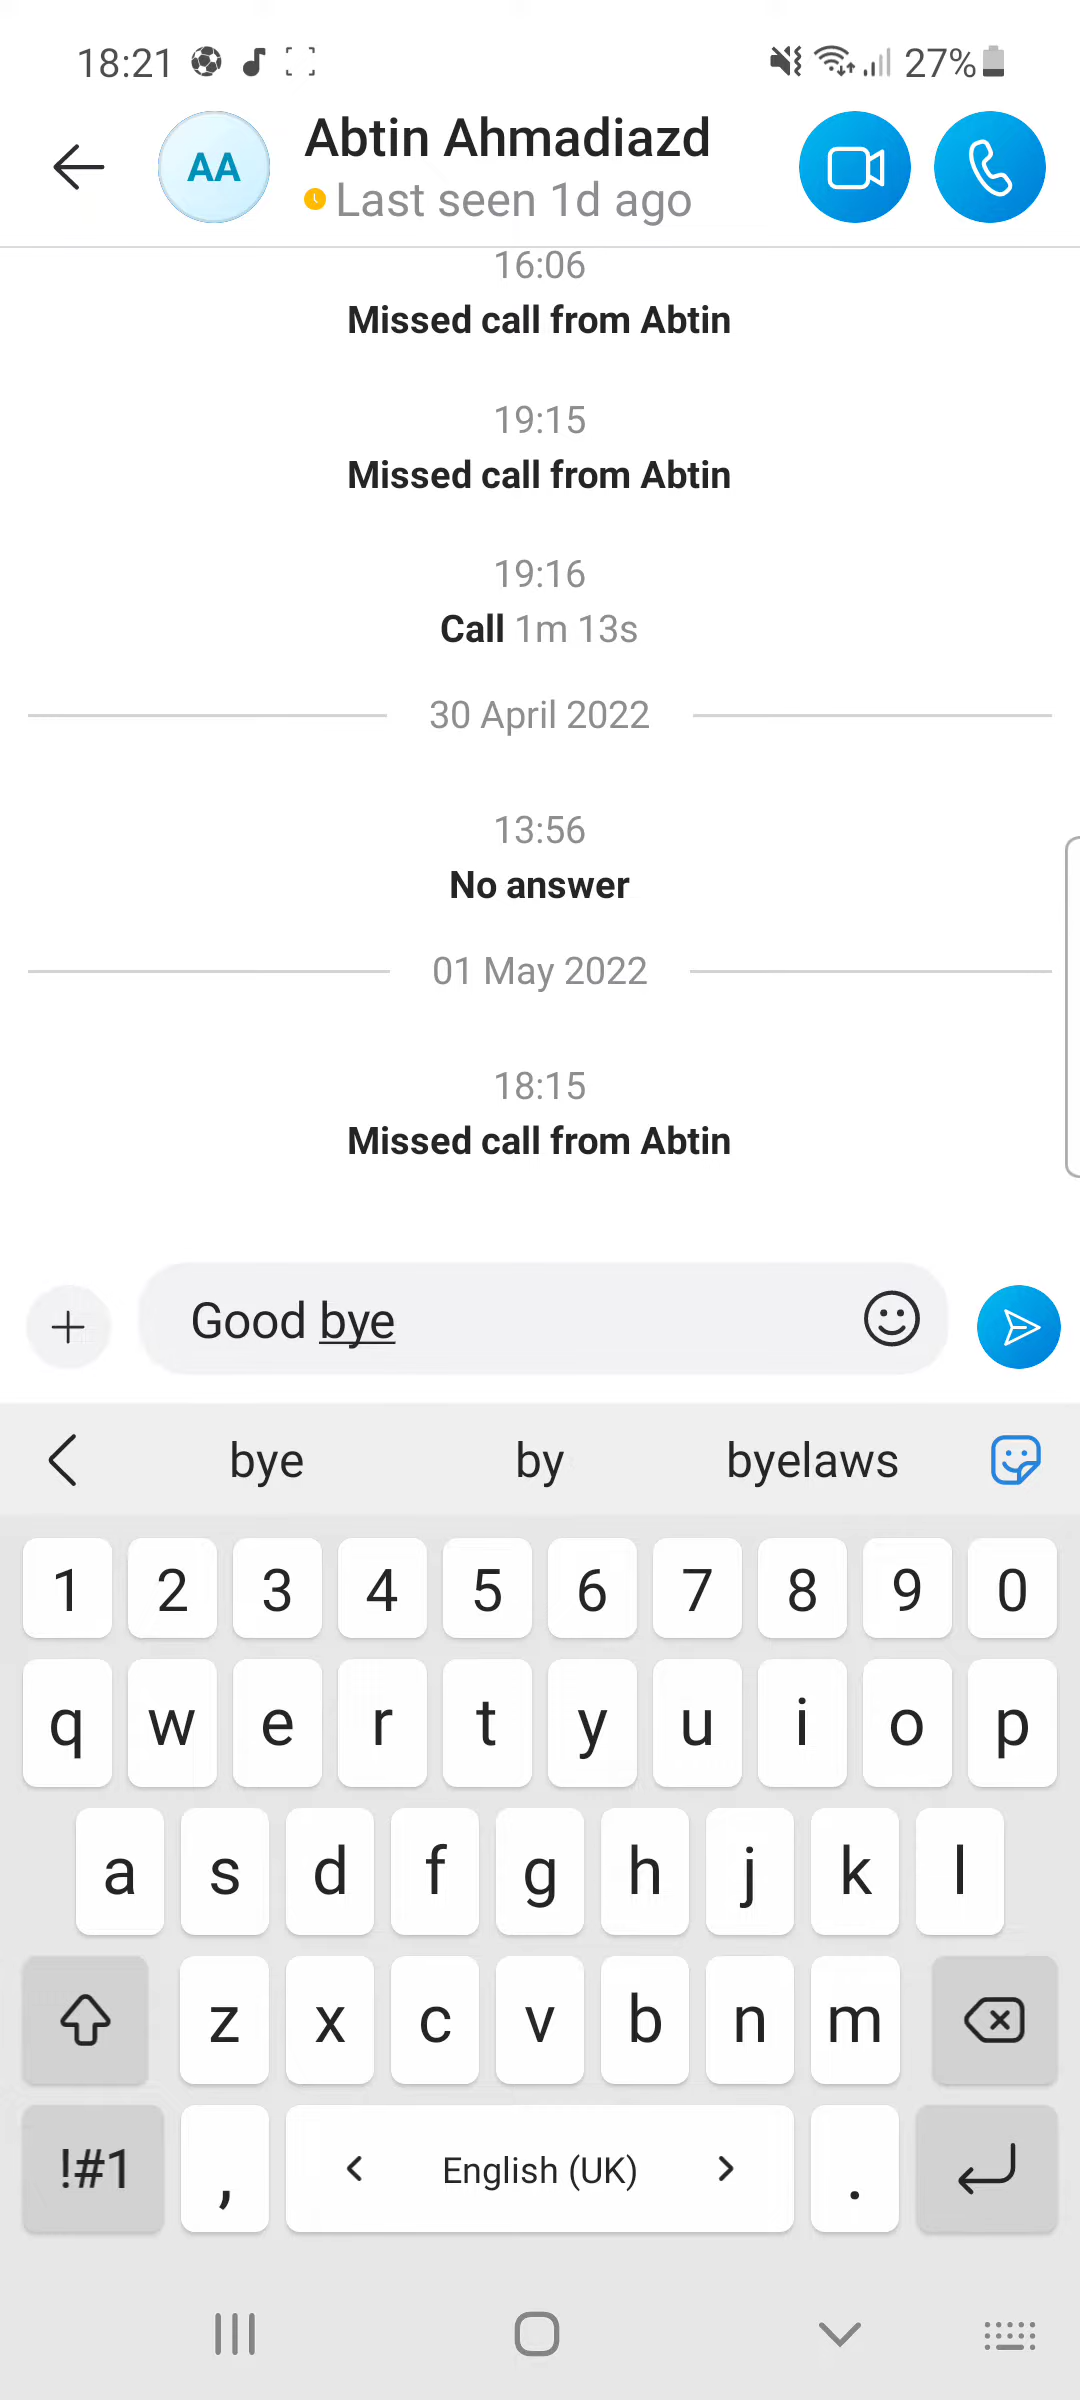 18:21 27%
AA
Abtin Ahmadiazd
Last seen 1d ago
16:06
Missed call from Abtin
19:15
Missed call from Abtin
19:16
Call 1m 13s
30 April 2022
13:56
No answer
01 May 2022
18:15
Missed call from Abtin
Good bye
bye by byelaws
1 2 3 4 5 6 7 8 9 0
q w e r t y u i o p
a s d f g h j k l
z x c v b n m
!#1 , English (UK) .